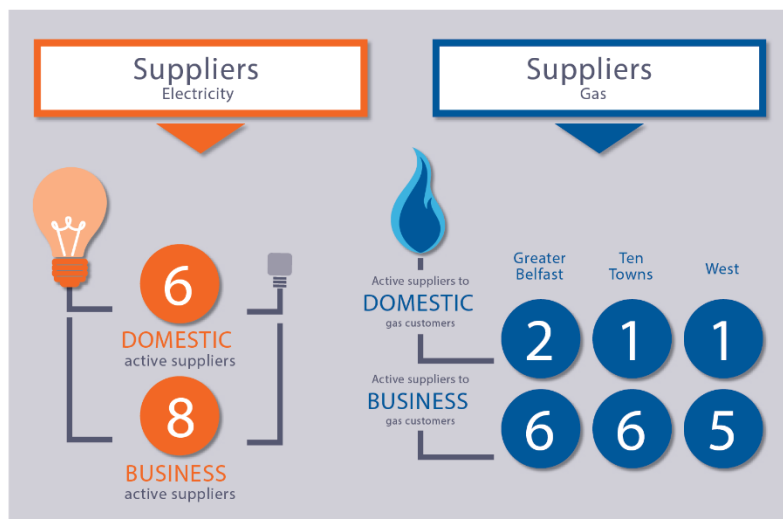 Suppliers
Electricity
6
DOMESTIC
active suppliers
8
BUSINESS
active suppliers
Suppliers
Gas
Greater
Belfast
Ten
Towns
West
Active suppliers to
DOMESTIC
gas customers
2 1 1
Active suppliers to
BUSINESS
gas customers
6 6 5